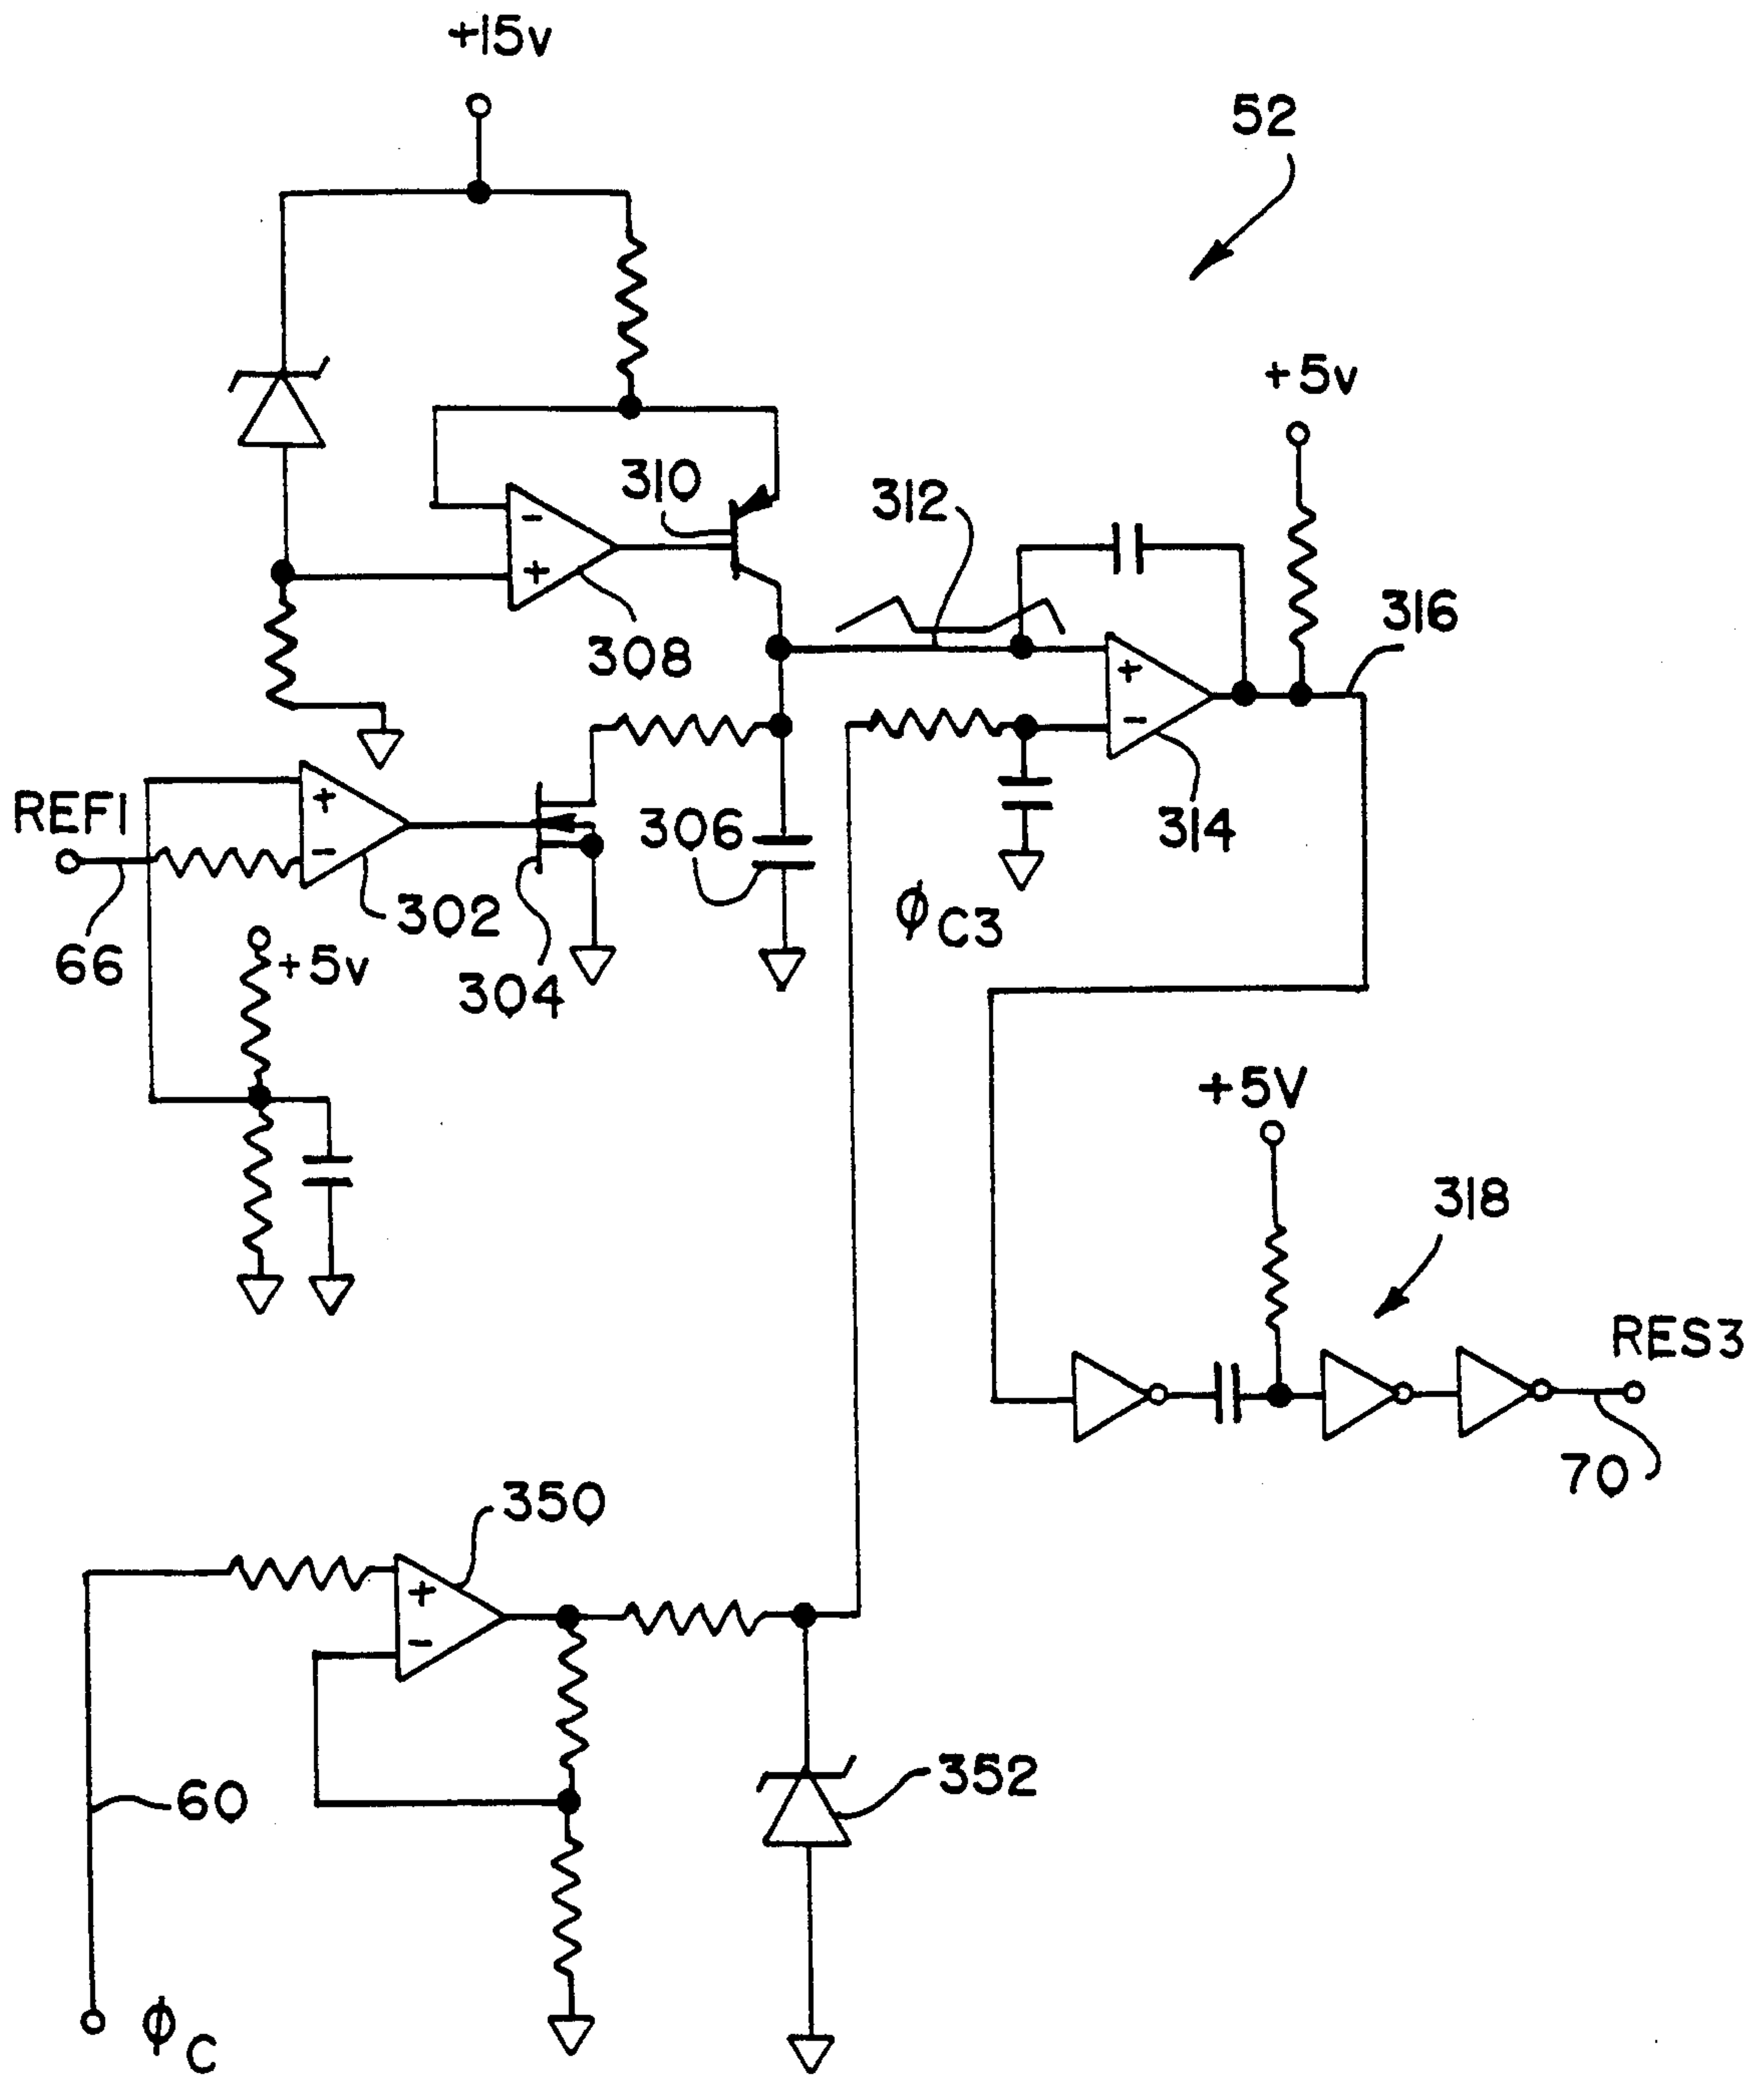 +15v
52
+5v
310
312
316
-
+
308
+
-
314
REF1
+
-
302
66
+5v
304
306
ϕC3
+5V
318
RES3
70
350
+
-
352
60
ϕC